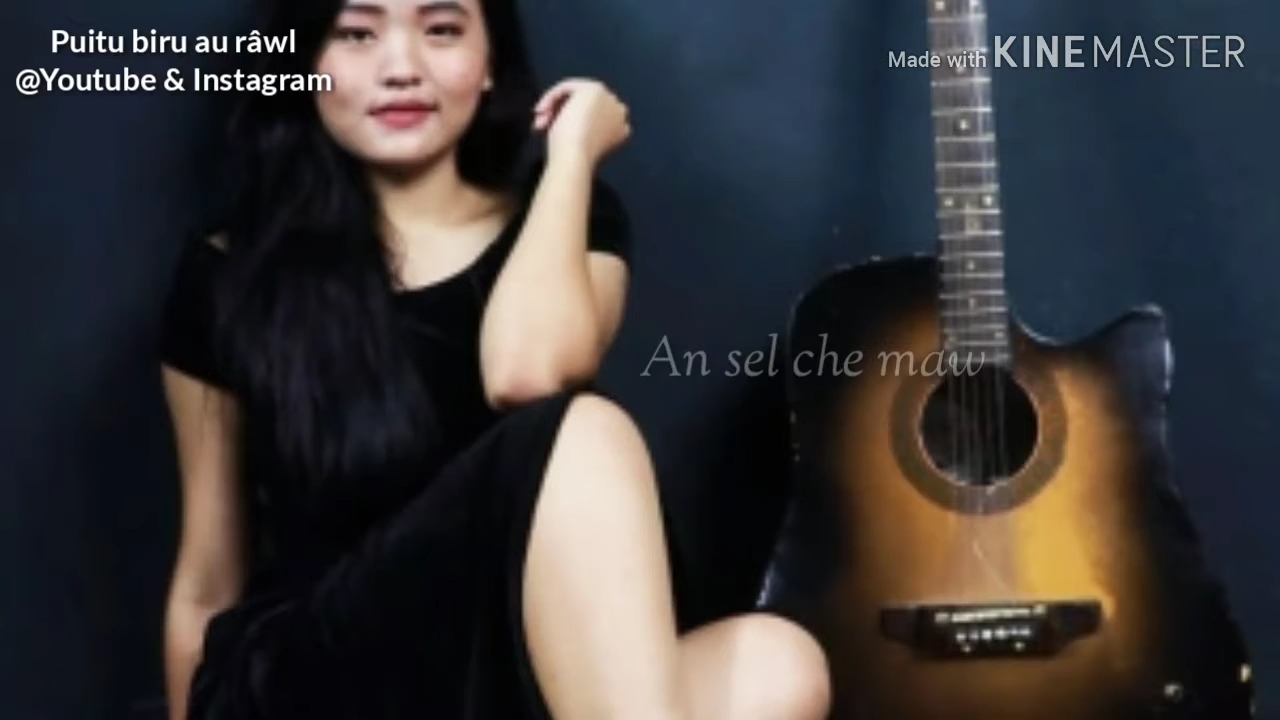 Puitu biru au râwl
@Youtube & Instagram
Made with KINEMASTER
An sel che maw